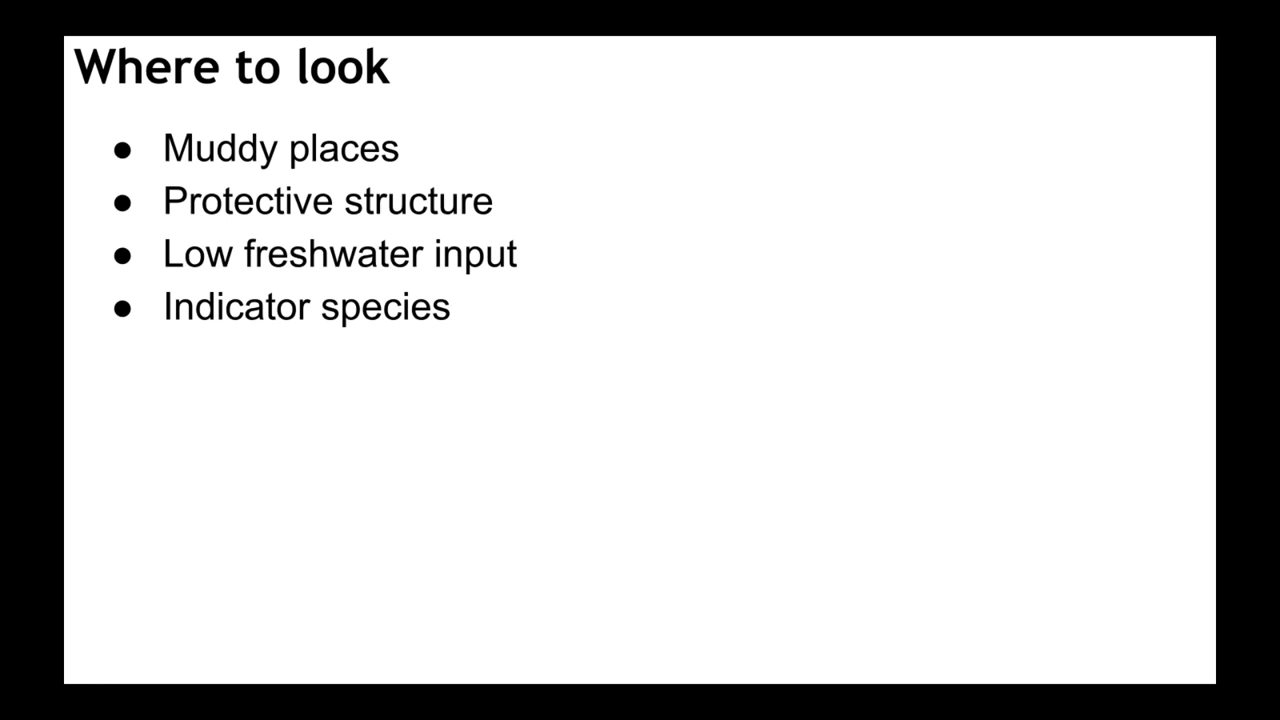 Where to look
● Muddy places
● Protective structure
● Low freshwater input
● Indicator species